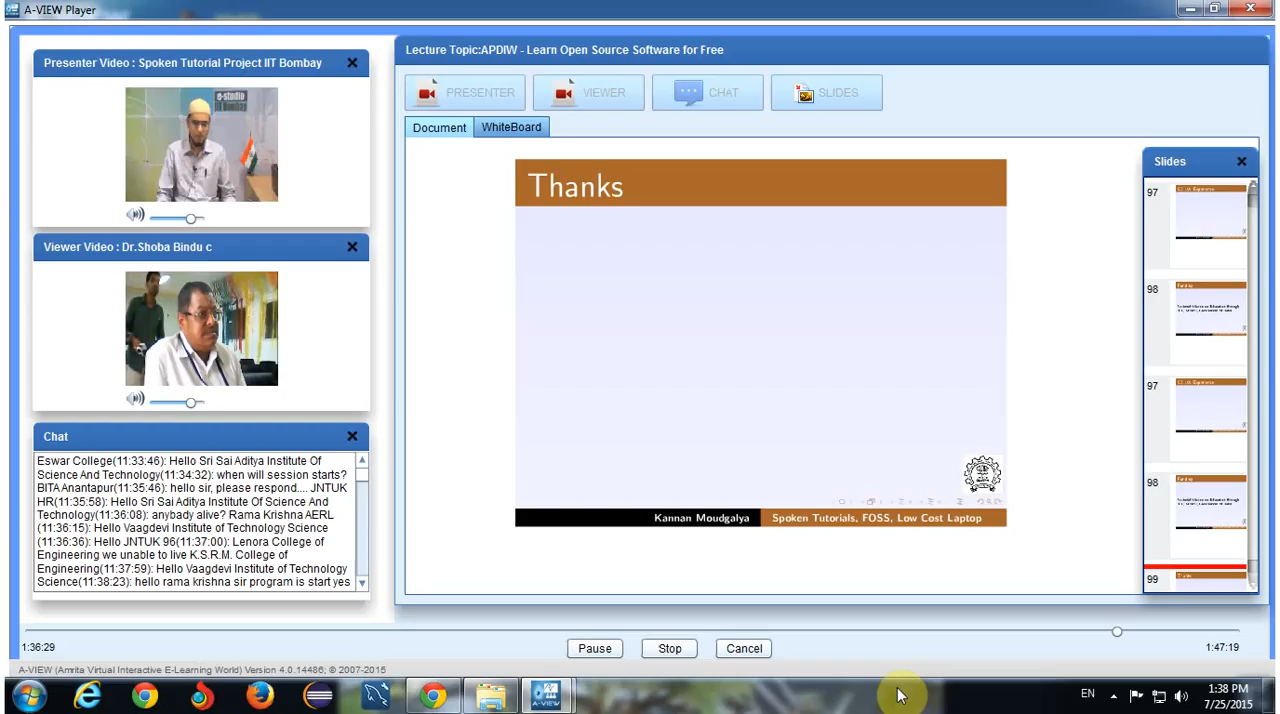 A-VIEW Player
Presenter Video : Spoken Tutorial Project IIT Bombay
e-studio
IIT Bombay
Viewer Video : Dr.Shoba Bindu c
Chat
Eswar College(11:33:46): Hello Sri Sai Aditya Institute Of
Science And Technology(11:34:32): when will session starts?
BITA Anantapur(11:35:46): hello sir, please respond.... JNTUK
HR(11:35:58): Hello Sri Sai Aditya Institute Of Science And
Technology(11:36:08): anybady alive? Rama Krishna AERL
(11:36:15): Hello Vaagdevi Institute of Technology Science
(11:36:36): Hello JNTUK 96(11:37:00): Lenora College of
Engineering we unable to live K.S.R.M. College of
Engineering(11:37:59): Hello Vaagdevi Institute of Technology
Science(11:38:23): hello rama krishna sir program is start yes
Lecture Topic:APDIW - Learn Open Source Software for Free
PRESENTER
VIEWER
CHAT
SLIDES
Document
WhiteBoard
Thanks
Kannan Moudgalya
Spoken Tutorials, FOSS, Low Cost Laptop
Slides
97
98
Funding
97
98
Funding
99
Thanks
1:36:29
Pause
Stop
Cancel
1:47:19
A-VIEW (Amrita Virtual Interactive E-Learning World) Version 4.0.14486; © 2007-2015
A-VIEW
EN
1:38 PM
7/25/2015